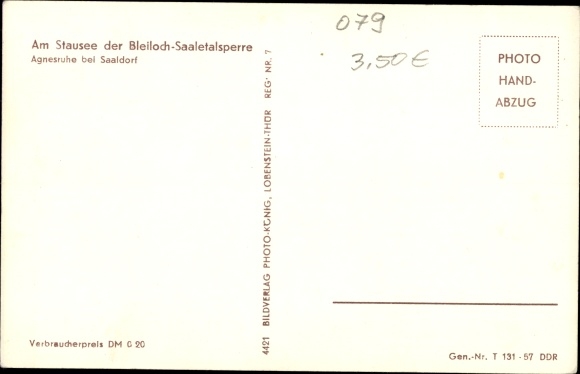 Am Stausee der Bleiloch-Saaletalsperre
Agnesruhe bei Saaldorf
079
3,50 €
PHOTO
HAND-
ABZUG
4421 BILDVERLAG PHOTO-KÖNIG, LOBENSTEIN-THÜR REG· NR. 7
Verbraucherpreis DM 0 20
Gen.-Nr. T 131 - 57 DDR